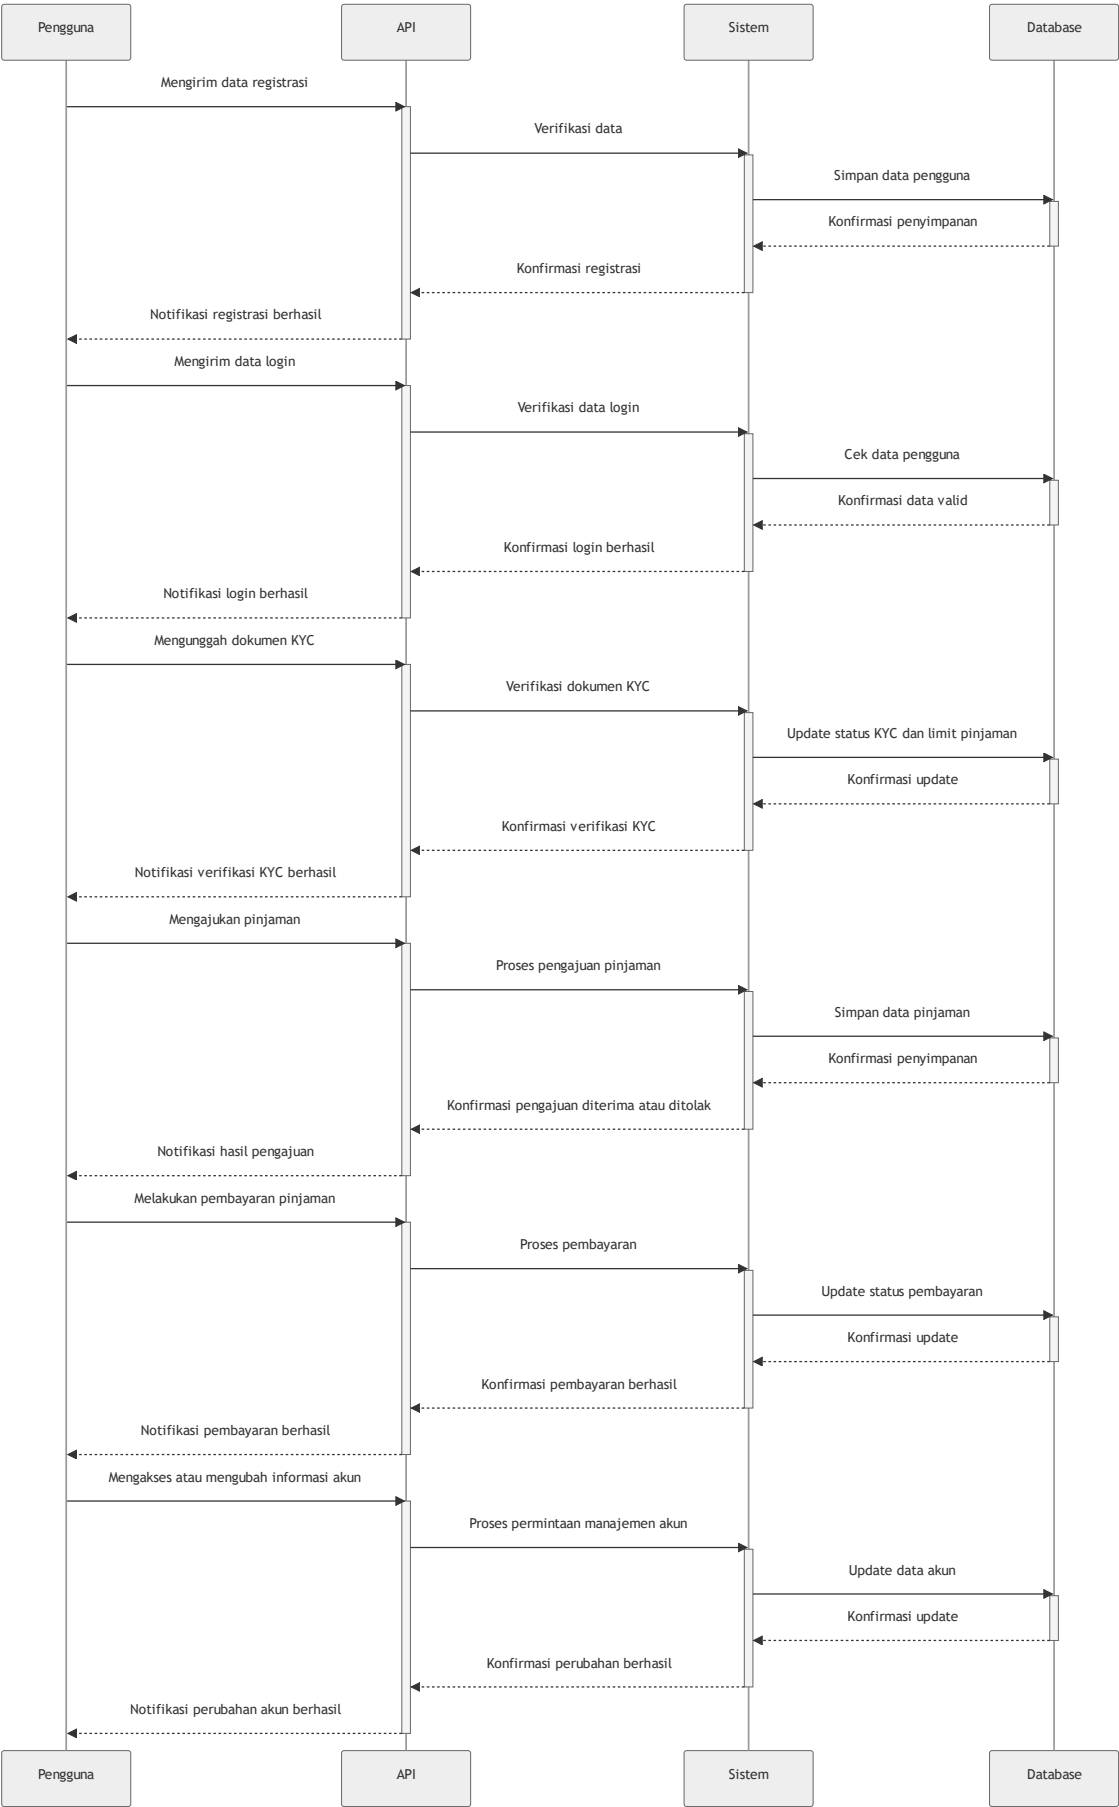 Pengguna
API
Sistem
Database
Mengirim data registrasi
Verifikasi data
Simpan data pengguna
Konfirmasi penyimpanan
Konfirmasi registrasi
Notifikasi registrasi berhasil
Mengirim data login
Verifikasi data login
Cek data pengguna
Konfirmasi data valid
Konfirmasi login berhasil
Notifikasi login berhasil
Mengunggah dokumen KYC
Verifikasi dokumen KYC
Update status KYC dan limit pinjaman
Konfirmasi update
Konfirmasi verifikasi KYC
Notifikasi verifikasi KYC berhasil
Mengajukan pinjaman
Proses pengajuan pinjaman
Simpan data pinjaman
Konfirmasi penyimpanan
Konfirmasi pengajuan diterima atau ditolak
Notifikasi hasil pengajuan
Melakukan pembayaran pinjaman
Proses pembayaran
Update status pembayaran
Konfirmasi update
Konfirmasi pembayaran berhasil
Notifikasi pembayaran berhasil
Mengakses atau mengubah informasi akun
Proses permintaan manajemen akun
Update data akun
Konfirmasi update
Konfirmasi perubahan berhasil
Notifikasi perubahan akun berhasil
Pengguna
API
Sistem
Database